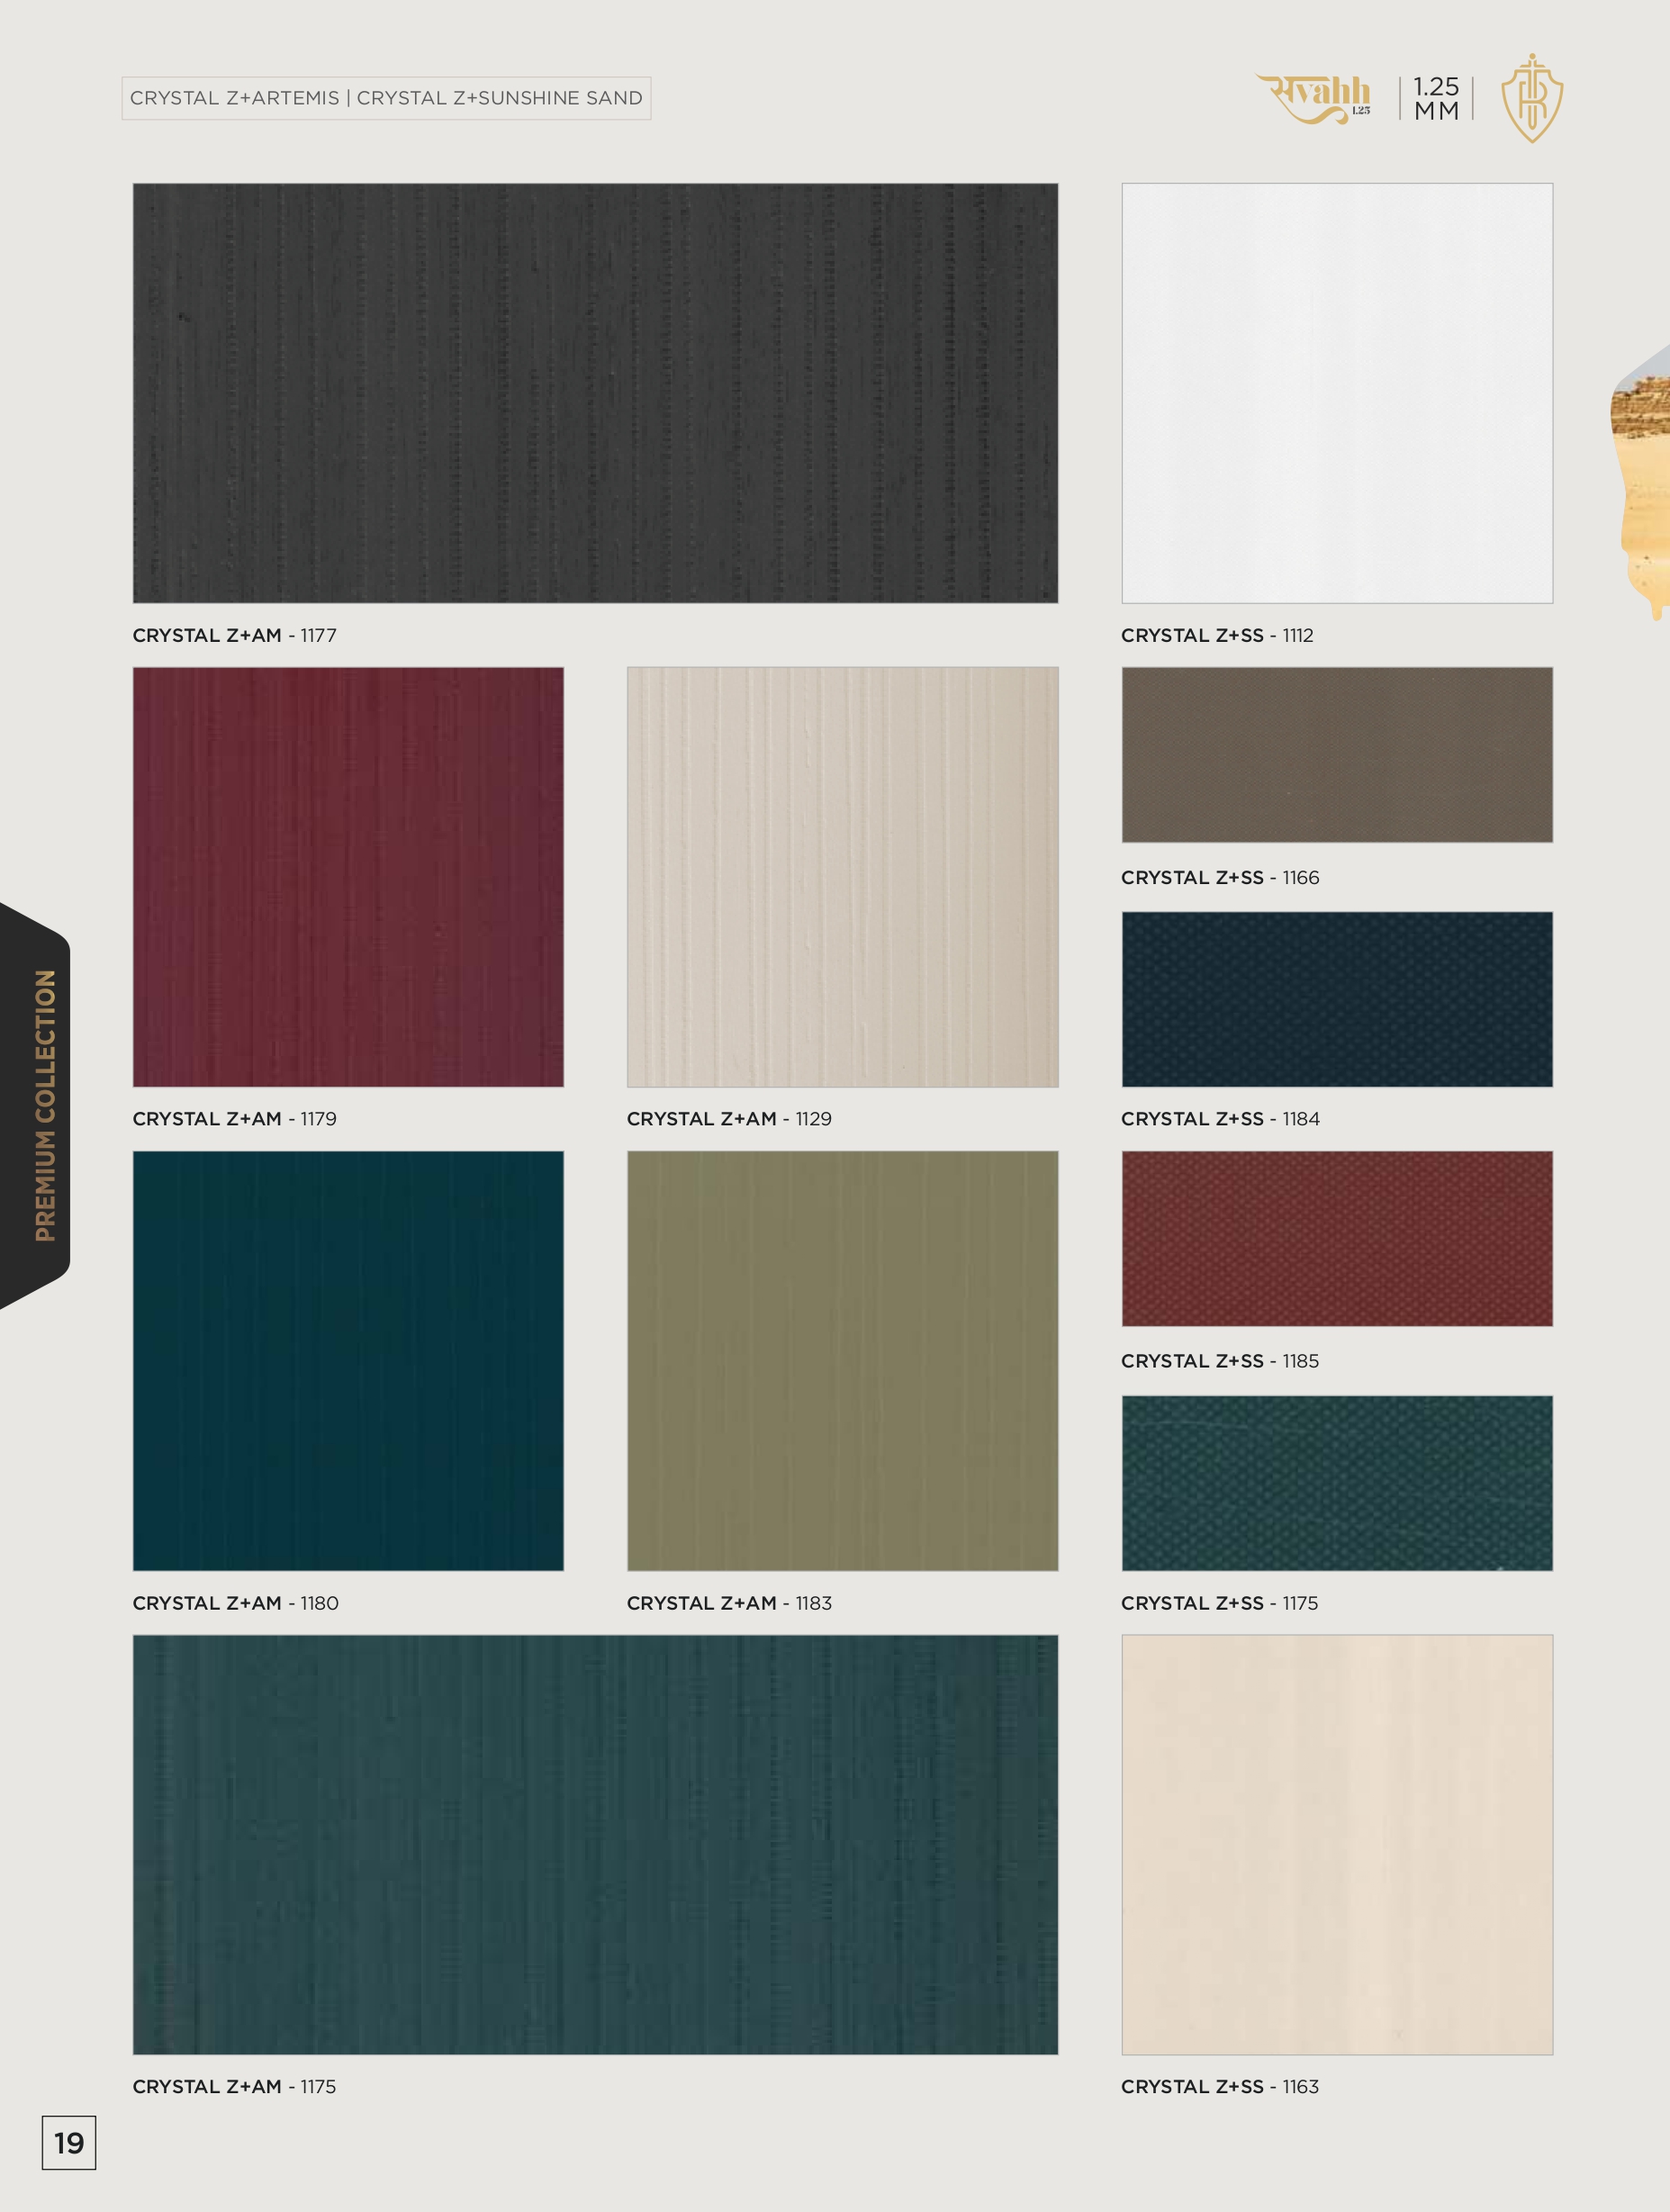 CRYSTAL Z+ARTEMIS | CRYSTAL Z+SUNSHINE SAND
सvahh
1.25
1.25
MM
CRYSTAL Z+AM - 1177
CRYSTAL Z+SS - 1112
CRYSTAL Z+SS - 1166
CRYSTAL Z+AM - 1179
CRYSTAL Z+AM - 1129
CRYSTAL Z+SS - 1184
PREMIUM COLLECTION
CRYSTAL Z+SS - 1185
CRYSTAL Z+AM - 1180
CRYSTAL Z+AM - 1183
CRYSTAL Z+SS - 1175
CRYSTAL Z+AM - 1175
CRYSTAL Z+SS - 1163
19